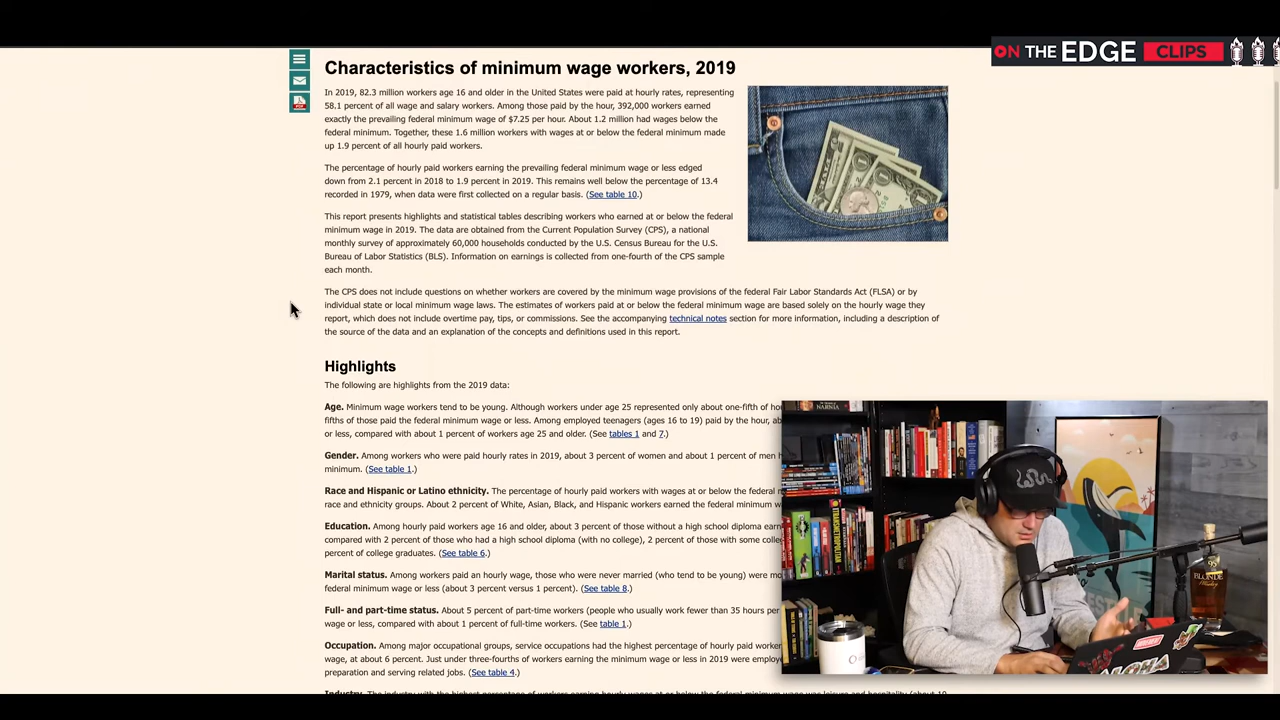 ON THE EDGE CLIPS
Characteristics of minimum wage workers, 2019
In 2019, 82.3 million workers age 16 and older in the United States were paid at hourly rates, representing
58.1 percent of all wage and salary workers. Among those paid by the hour, 392,000 workers earned
exactly the prevailing federal minimum wage of $7.25 per hour. About 1.2 million had wages below the
federal minimum. Together, these 1.6 million workers with wages at or below the federal minimum made
up 1.9 percent of all hourly paid workers.
The percentage of hourly paid workers earning the prevailing federal minimum wage or less edged
down from 2.1 percent in 2018 to 1.9 percent in 2019. This remains well below the percentage of 13.4
recorded in 1979, when data were first collected on a regular basis. (See table 10.)
This report presents highlights and statistical tables describing workers who earned at or below the federal
minimum wage in 2019. The data are obtained from the Current Population Survey (CPS), a national
monthly survey of approximately 60,000 households conducted by the U.S. Census Bureau for the U.S.
Bureau of Labor Statistics (BLS). Information on earnings is collected from one-fourth of the CPS sample
each month.
The CPS does not include questions on whether workers are covered by the minimum wage provisions of the federal Fair Labor Standards Act (FLSA) or by
individual state or local minimum wage laws. The estimates of workers paid at or below the federal minimum wage are based solely on the hourly wage they
report, which does not include overtime pay, tips, or commissions. See the accompanying technical notes section for more information, including a description of
the source of the data and an explanation of the concepts and definitions used in this report.
Highlights
The following are highlights from the 2019 data:
Age. Minimum wage workers tend to be young. Although workers under age 25 represented only about one-fifth of ho
fifths of those paid the federal minimum wage or less. Among employed teenagers (ages 16 to 19) paid by the hour, ab
or less, compared with about 1 percent of workers age 25 and older. (See tables 1 and 7.)
Gender. Among workers who were paid hourly rates in 2019, about 3 percent of women and about 1 percent of men h
minimum. (See table 1.)
Race and Hispanic or Latino ethnicity. The percentage of hourly paid workers with wages at or below the federal m
race and ethnicity groups. About 2 percent of White, Asian, Black, and Hispanic workers earned the federal minimum w
Education. Among hourly paid workers age 16 and older, about 3 percent of those without a high school diploma earn
compared with 2 percent of those who had a high school diploma (with no college), 2 percent of those with some colle
percent of college graduates. (See table 6.)
Marital status. Among workers paid an hourly wage, those who were never married (who tend to be young) were mo
federal minimum wage or less (about 3 percent versus 1 percent). (See table 8.)
Full- and part-time status. About 5 percent of part-time workers (people who usually work fewer than 35 hours per
wage or less, compared with about 1 percent of full-time workers. (See table 1.)
Occupation. Among major occupational groups, service occupations had the highest percentage of hourly paid worker
wage, at about 6 percent. Just under three-fourths of workers earning the minimum wage or less in 2019 were employe
preparation and serving related jobs. (See table 4.)
NARNIA
BLONDE
ALOHA